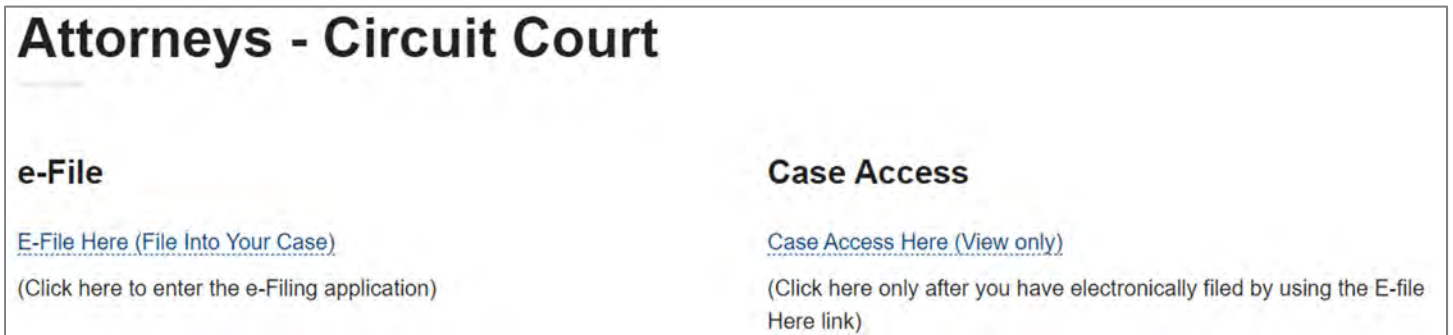 Attorneys - Circuit Court
e-File
E-File Here (File Into Your Case)
(Click here to enter the e-Filing application)
Case Access
Case Access Here (View only)
(Click here only after you have electronically filed by using the E-file
Here link)